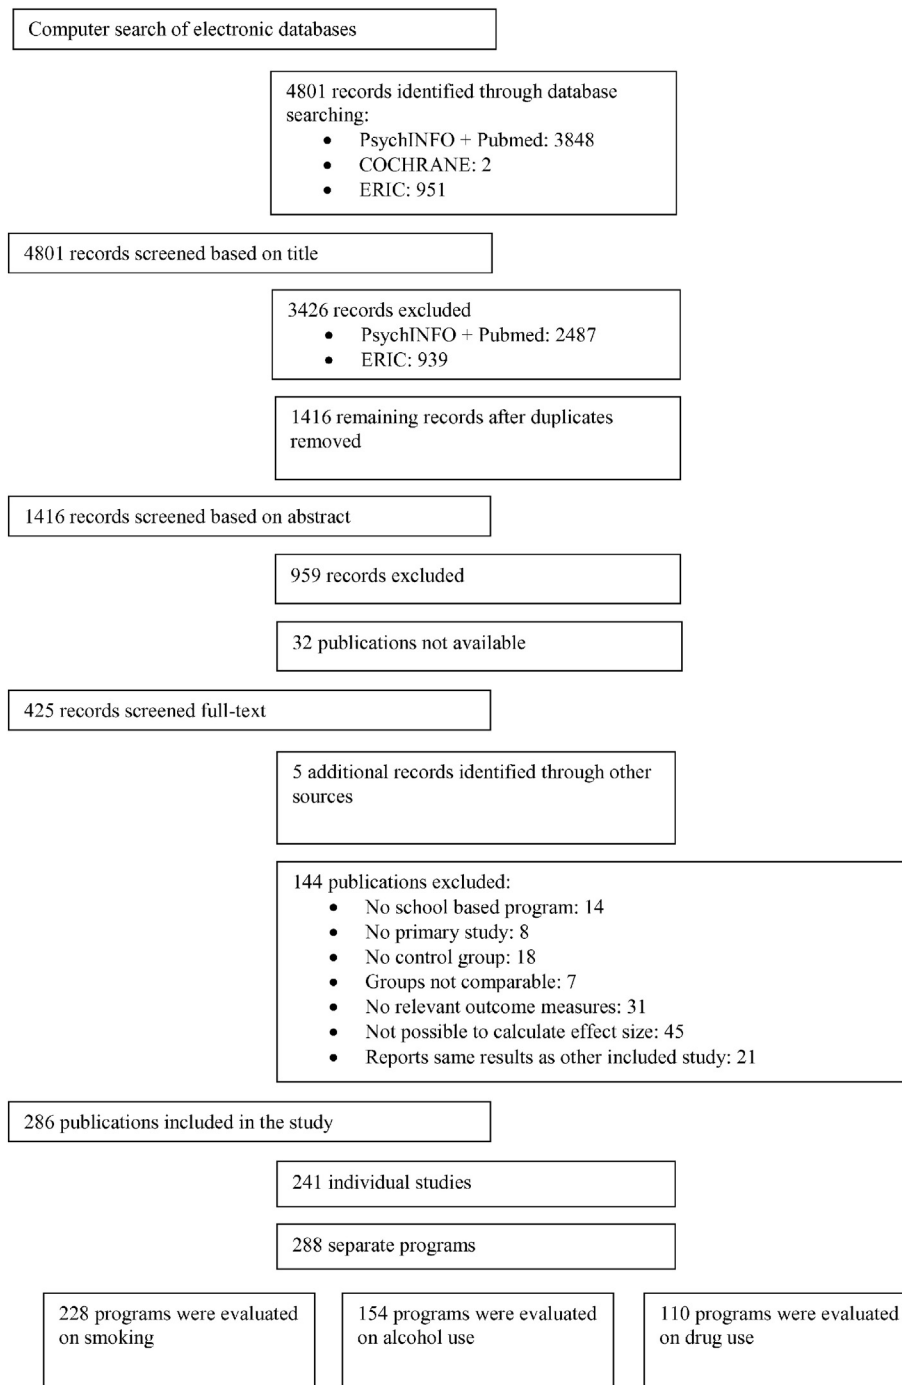 Computer search of electronic databases
4801 records identified through database
searching:
• PsychINFO + Pubmed: 3848
• COCHRANE: 2
• ERIC: 951
4801 records screened based on title
3426 records excluded
• PsychINFO + Pubmed: 2487
• ERIC: 939
1416 remaining records after duplicates
removed
1416 records screened based on abstract
959 records excluded
32 publications not available
425 records screened full-text
5 additional records identified through other
sources
144 publications excluded:
• No school based program: 14
• No primary study: 8
• No control group: 18
• Groups not comparable: 7
• No relevant outcome measures: 31
• Not possible to calculate effect size: 45
• Reports same results as other included study: 21
286 publications included in the study
241 individual studies
288 separate programs
228 programs were evaluated
on smoking
154 programs were evaluated
on alcohol use
110 programs were evaluated
on drug use